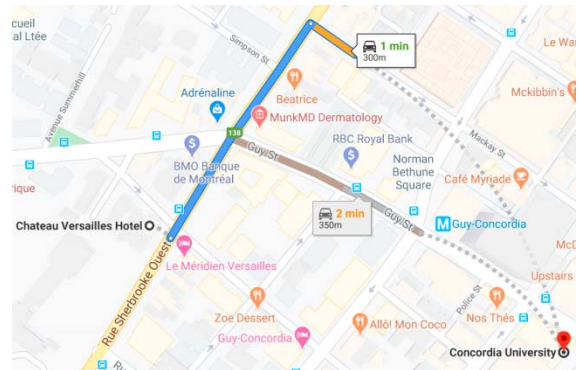 cueil
al Ltée
Simpson St
1 min
300m
Le War
Avenue Summerhill
Adrénaline
Beatrice
Mckibbin's
138
MunkMD Dermatology
Mackay St
RBC Royal Bank
Guy St
BMO Banque
de Montréal
Norman
Bethune
Square
Café Myriade
rique
2 min
350m
Guy St
Chateau Versailles Hotel
Guy-Concordia
McD
Le Méridien Versailles
Rue Sherbrooke Ouest
Upstairs
Police St
Zoe Dessert
Nos Thés
Allô! Mon Coco
Guy-Concordia
Concordia University